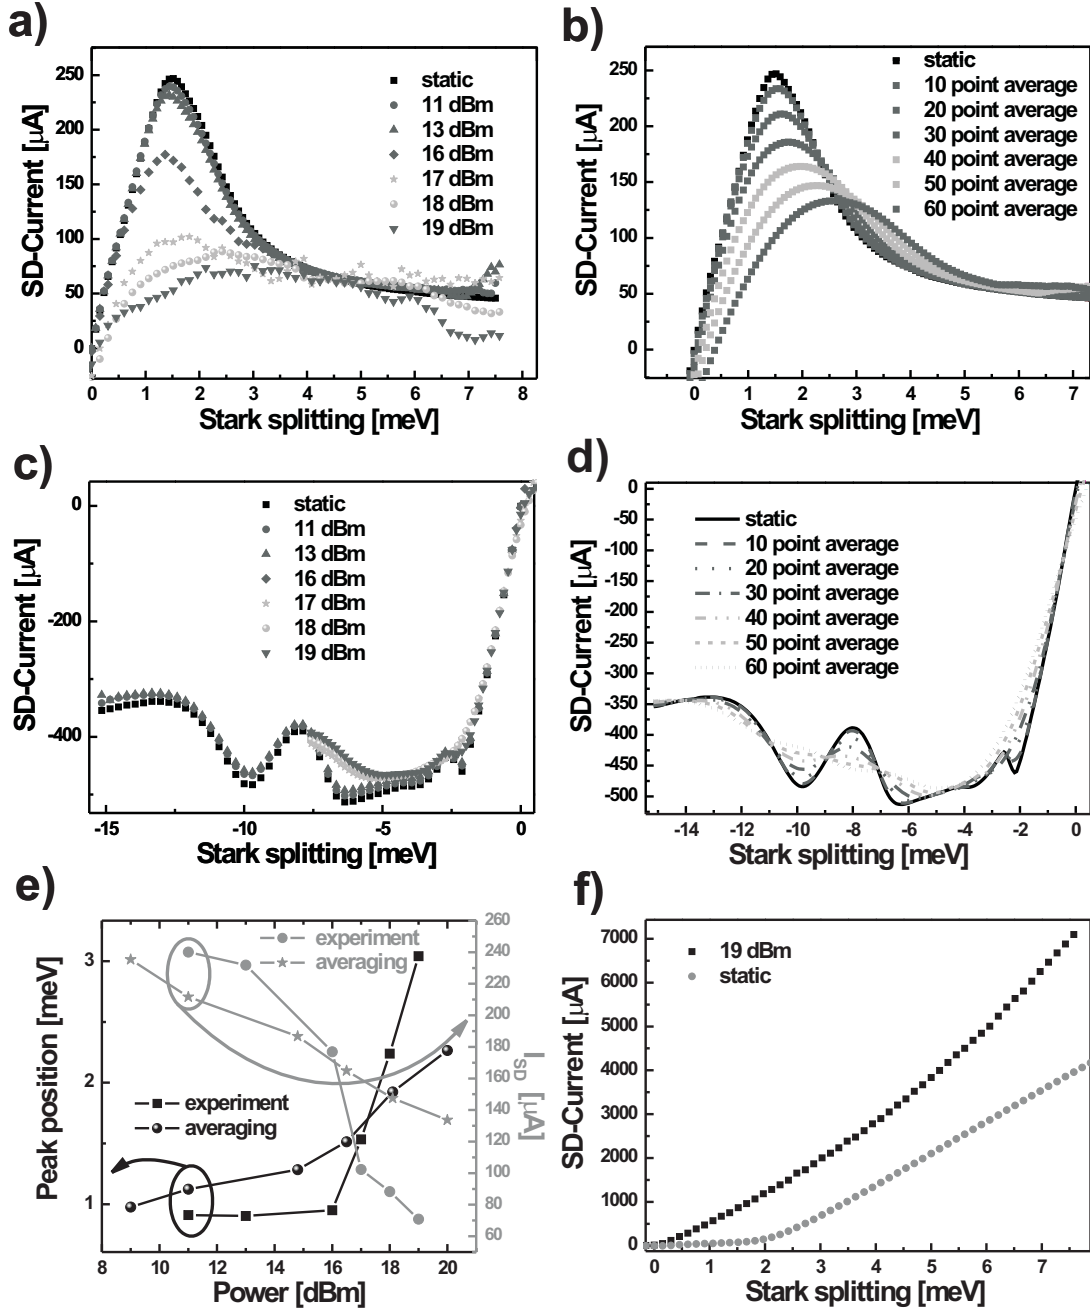 a)
SD-Current [μA]
250
200
150
100
50
0
static
11 dBm
13 dBm
16 dBm
17 dBm
18 dBm
19 dBm
0 1 2 3 4 5 6 7 8
Stark splitting [meV]
b)
SD-Current [μA]
250
200
150
100
50
0
static
10 point average
20 point average
30 point average
40 point average
50 point average
60 point average
0 1 2 3 4 5 6 7
Stark splitting [meV]
c)
SD-Current [μA]
0
-200
-400
static
11 dBm
13 dBm
16 dBm
17 dBm
18 dBm
19 dBm
-15 -10 -5 0
Stark splitting [meV]
d)
SD-Current [μA]
0
-50
-100
-150
-200
-250
-300
-350
-400
-450
-500
static
10 point average
20 point average
30 point average
40 point average
50 point average
60 point average
-14 -12 -10 -8 -6 -4 -2 0
Stark splitting [meV]
e)
Peak position [meV]
3
2
1
experiment
averaging
experiment
averaging
260
240
220
200
180
160
140
120
100
80
60
I_SD [μA]
8 10 12 14 16 18 20
Power [dBm]
f)
SD-Current [μA]
7000
6000
5000
4000
3000
2000
1000
0
19 dBm
static
0 1 2 3 4 5 6 7
Stark splitting [meV]